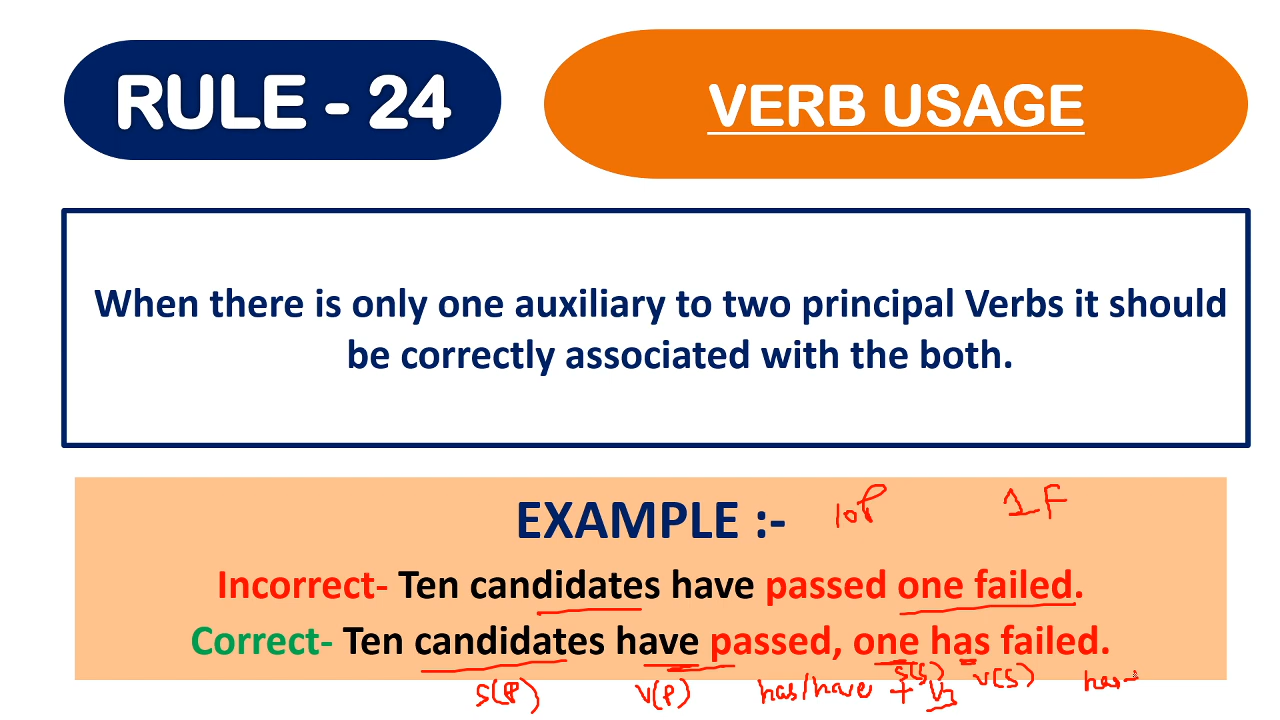 RULE - 24
VERB USAGE
When there is only one auxiliary to two principal Verbs it should
be correctly associated with the both.
EXAMPLE :-
10P
1F
Incorrect- Ten candidates have passed one failed.
Correct- Ten candidates have passed, one has failed.
S(P) V(P) has/have + V3 S(S) V(S) has